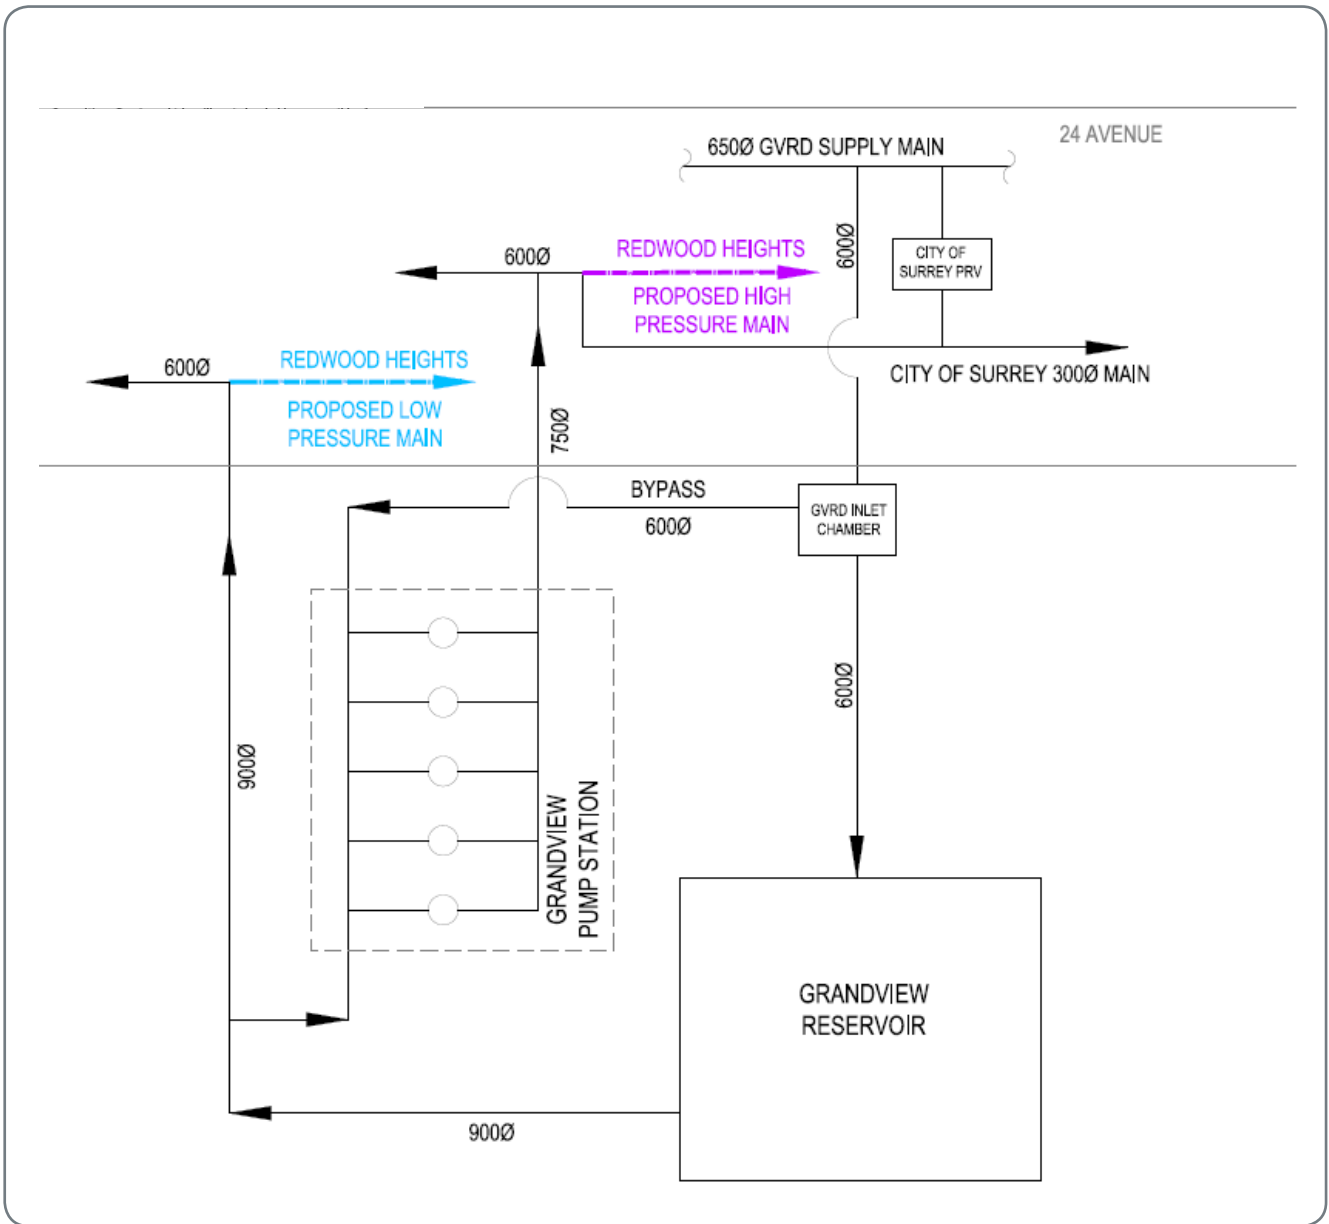 24 AVENUE
650Ø GVRD SUPPLY MAIN
600Ø
CITY OF
SURREY PRV
600Ø
REDWOOD HEIGHTS
PROPOSED HIGH
PRESSURE MAIN
CITY OF SURREY 300Ø MAIN
600Ø
REDWOOD HEIGHTS
PROPOSED LOW
PRESSURE MAIN
750Ø
BYPASS
600Ø
GVRD INLET
CHAMBER
600Ø
900Ø
GRANDVIEW
PUMP STATION
GRANDVIEW
RESERVOIR
900Ø